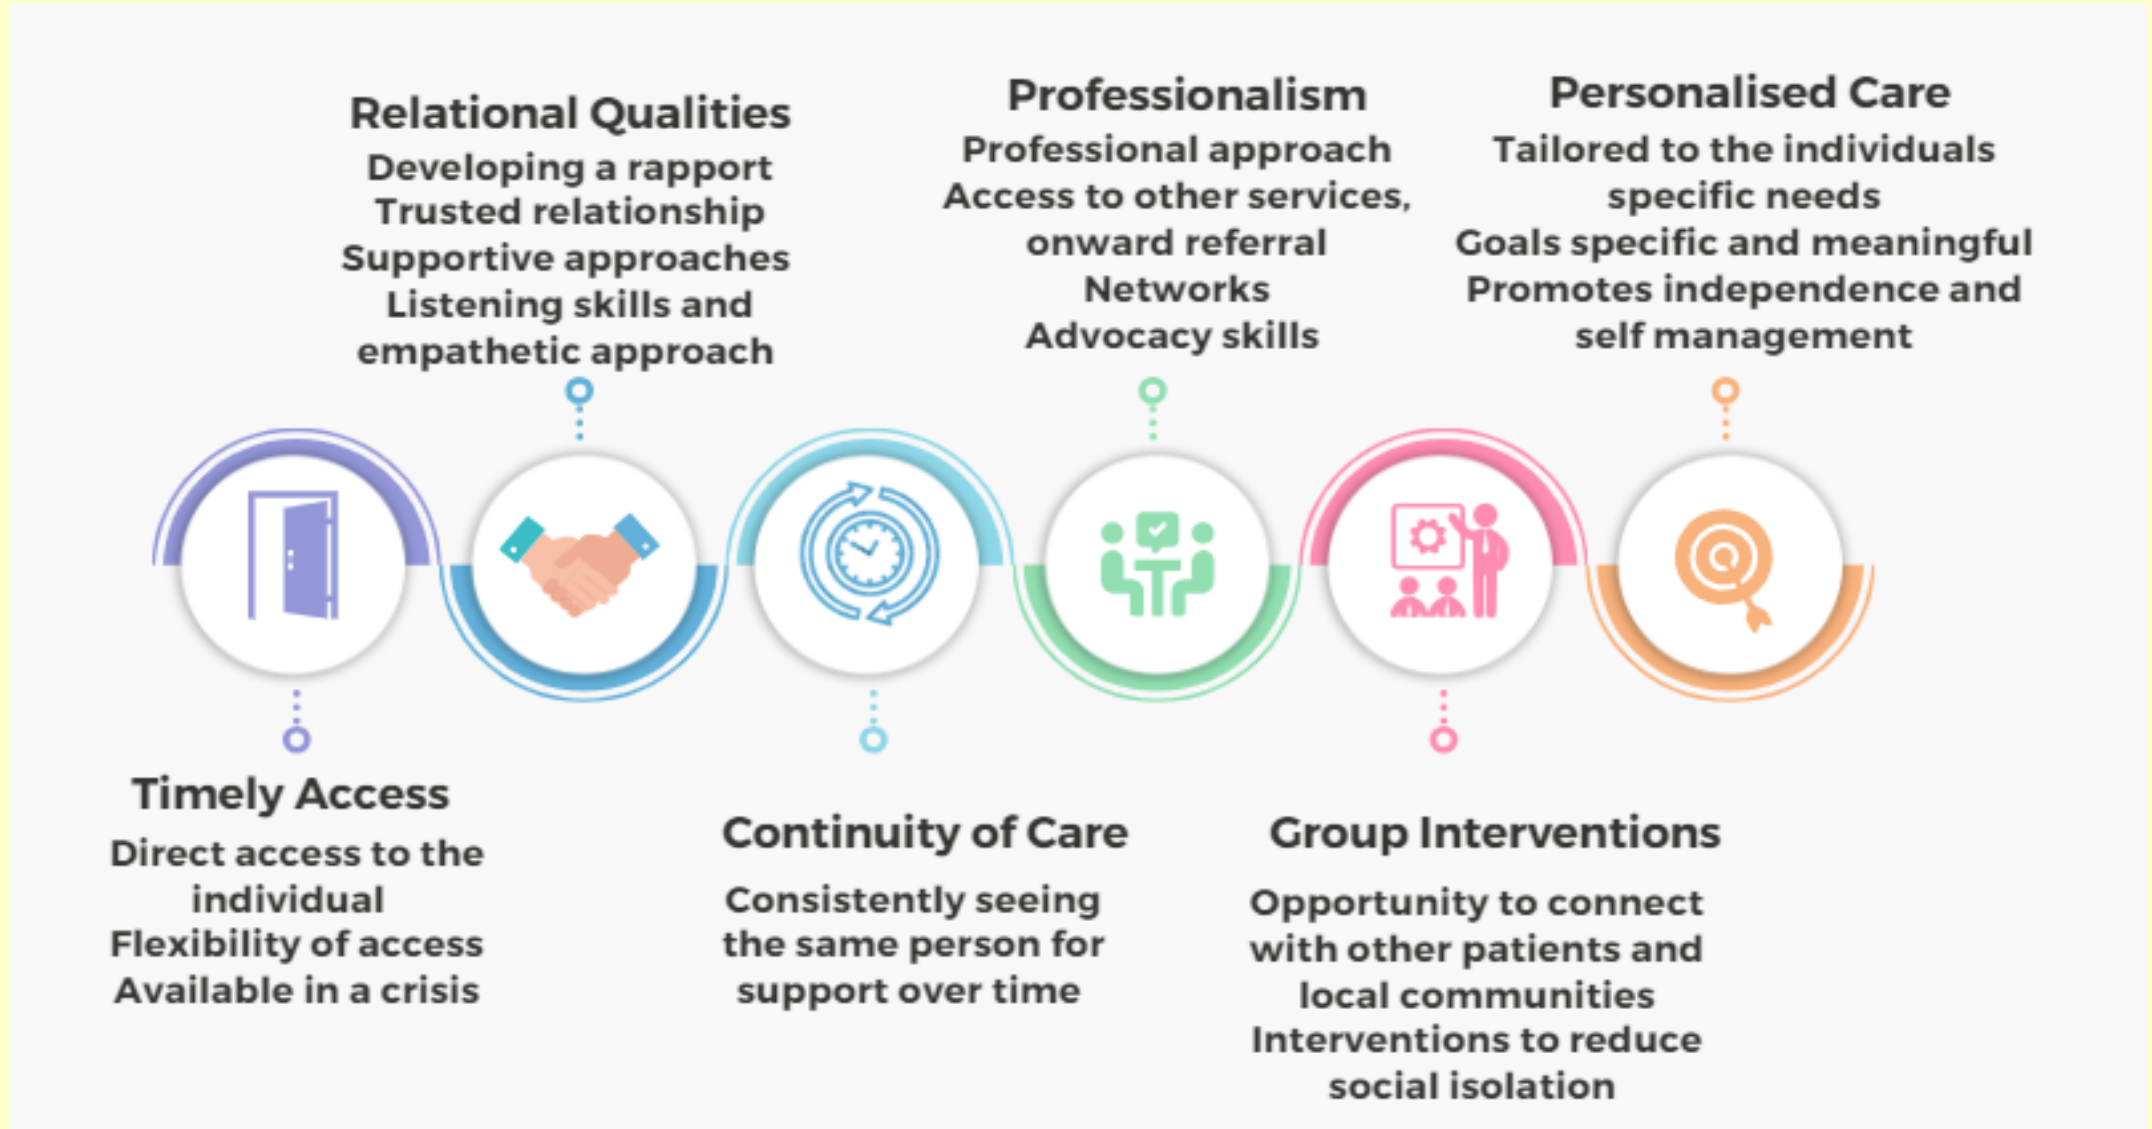 Relational Qualities
Developing a rapport
Trusted relationship
Supportive approaches
Listening skills and
empathetic approach
Professionalism
Professional approach
Access to other services,
onward referral
Networks
Advocacy skills
Personalised Care
Tailored to the individuals
specific needs
Goals specific and meaningful
Promotes independence and
self management
Timely Access
Direct access to the
individual
Flexibility of access
Available in a crisis
Continuity of Care
Consistently seeing
the same person for
support over time
Group Interventions
Opportunity to connect
with other patients and
local communities
Interventions to reduce
social isolation